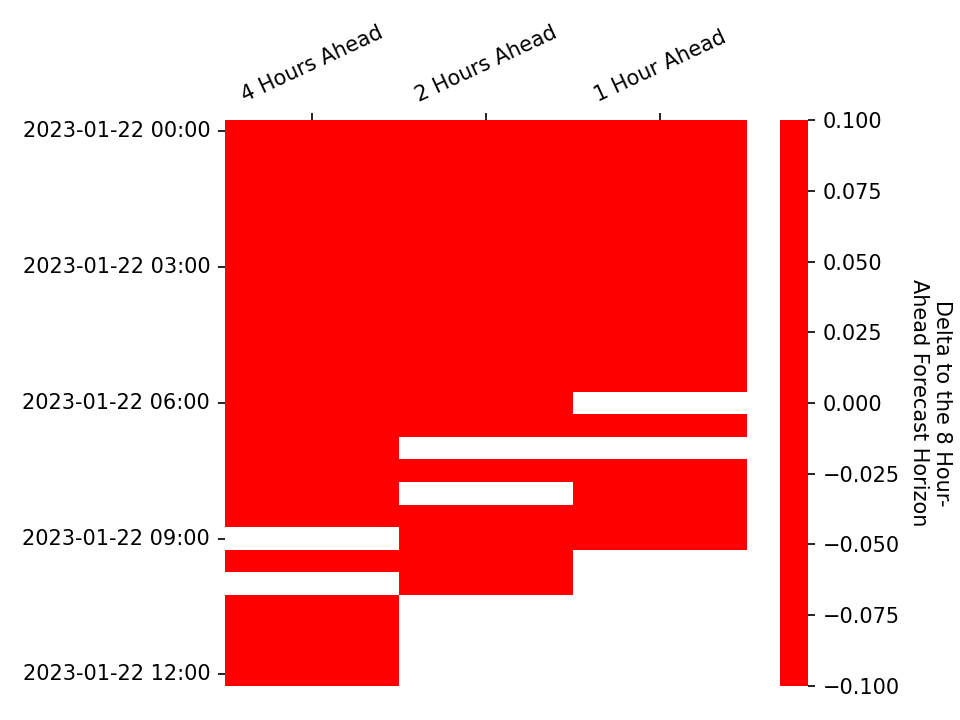 4 Hours Ahead
2 Hours Ahead
1 Hour Ahead
2023-01-22 00:00
2023-01-22 03:00
2023-01-22 06:00
2023-01-22 09:00
2023-01-22 12:00
0.100
0.075
0.050
0.025
0.000
−0.025
−0.050
−0.075
−0.100
Delta to the 8 Hour-
Ahead Forecast Horizon